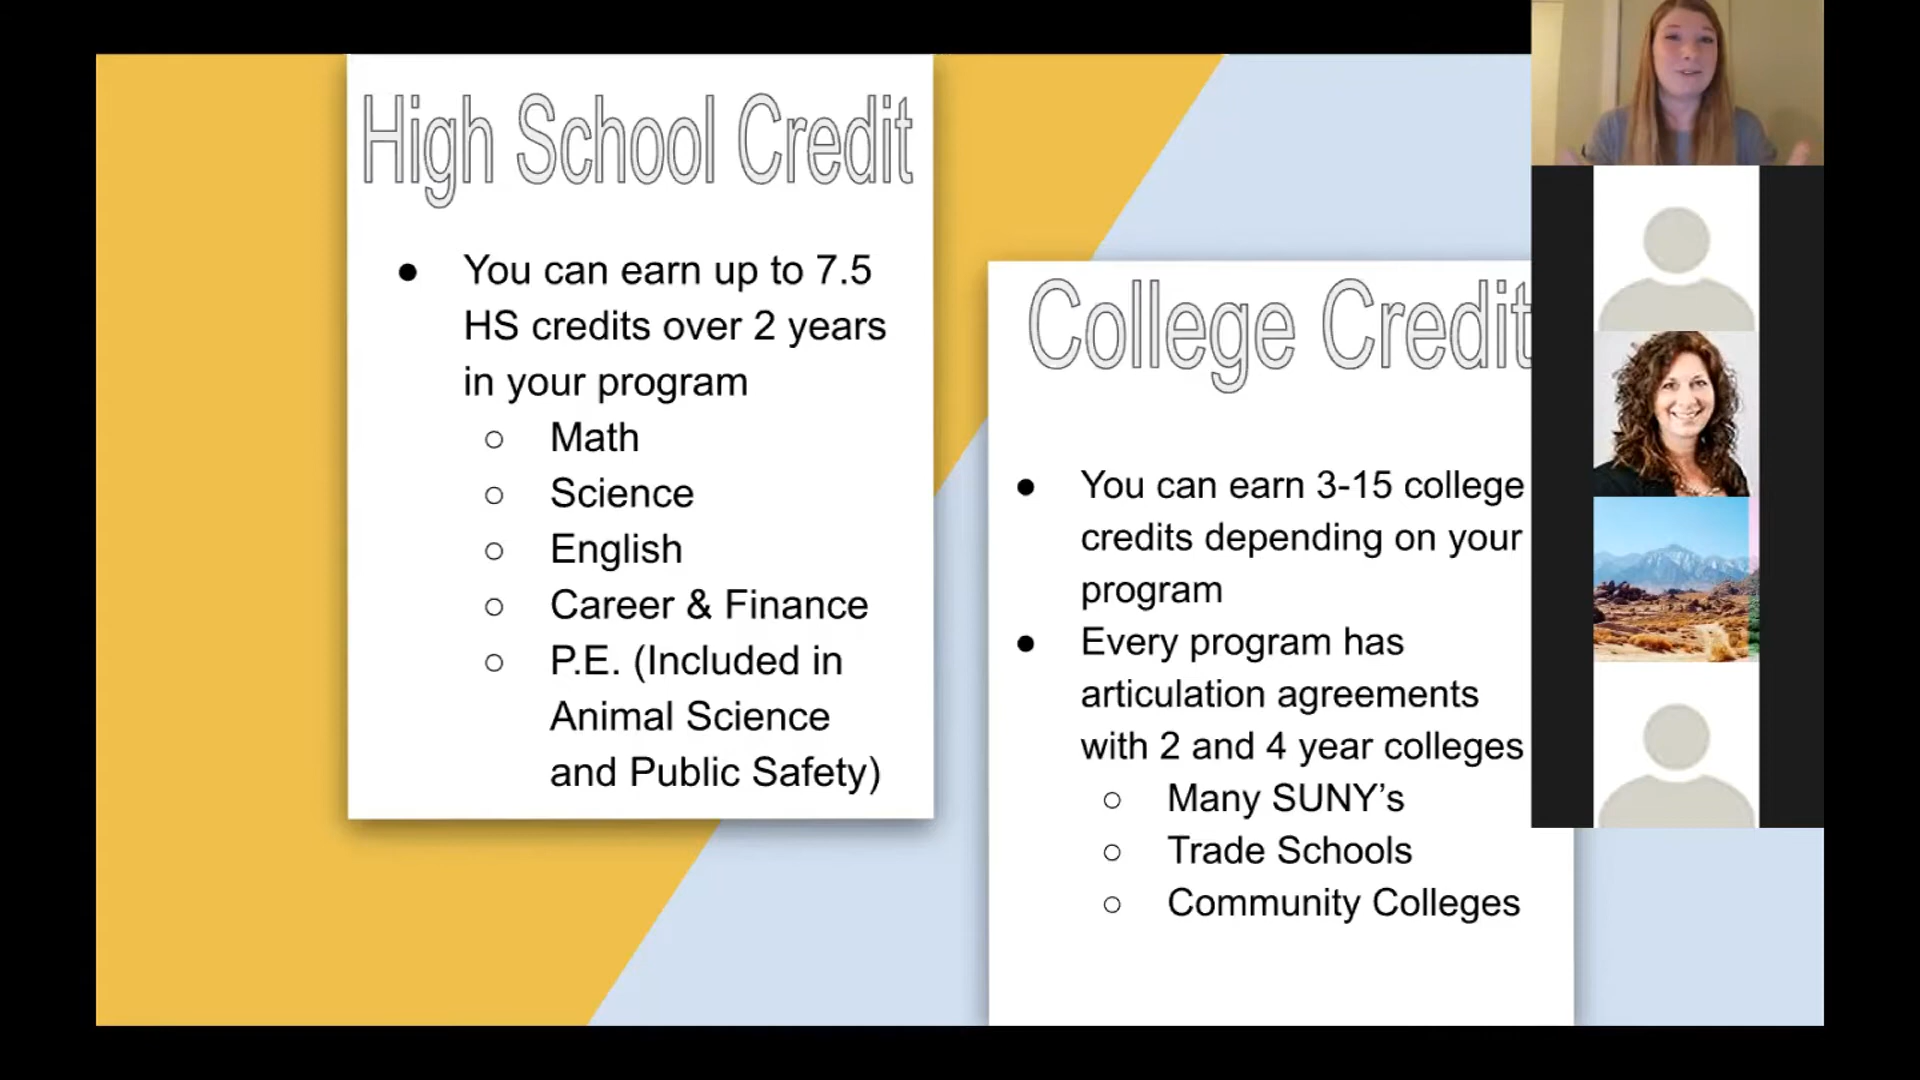 High School Credit
● You can earn up to 7.5
HS credits over 2 years
in your program
○ Math
○ Science
○ English
○ Career & Finance
○ P.E. (Included in
Animal Science
and Public Safety)
College Credit
● You can earn 3-15 college
credits depending on your
program
● Every program has
articulation agreements
with 2 and 4 year colleges
○ Many SUNY’s
○ Trade Schools
○ Community Colleges